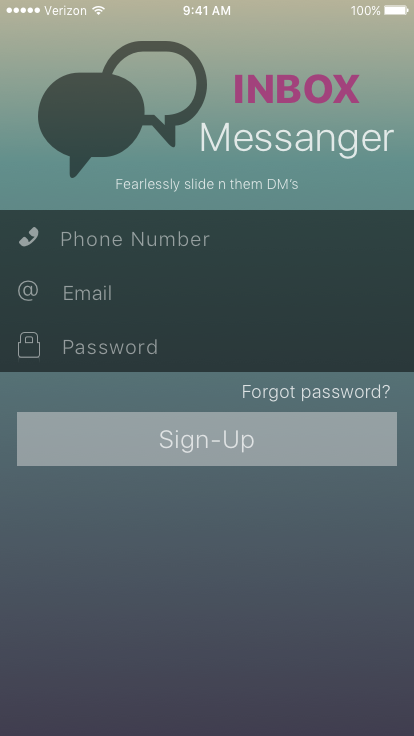 Verizon 9:41 AM 100%
INBOX
Messanger
Fearlessly slide n them DM's
Phone Number
@ Email
Password
Forgot password?
Sign-Up